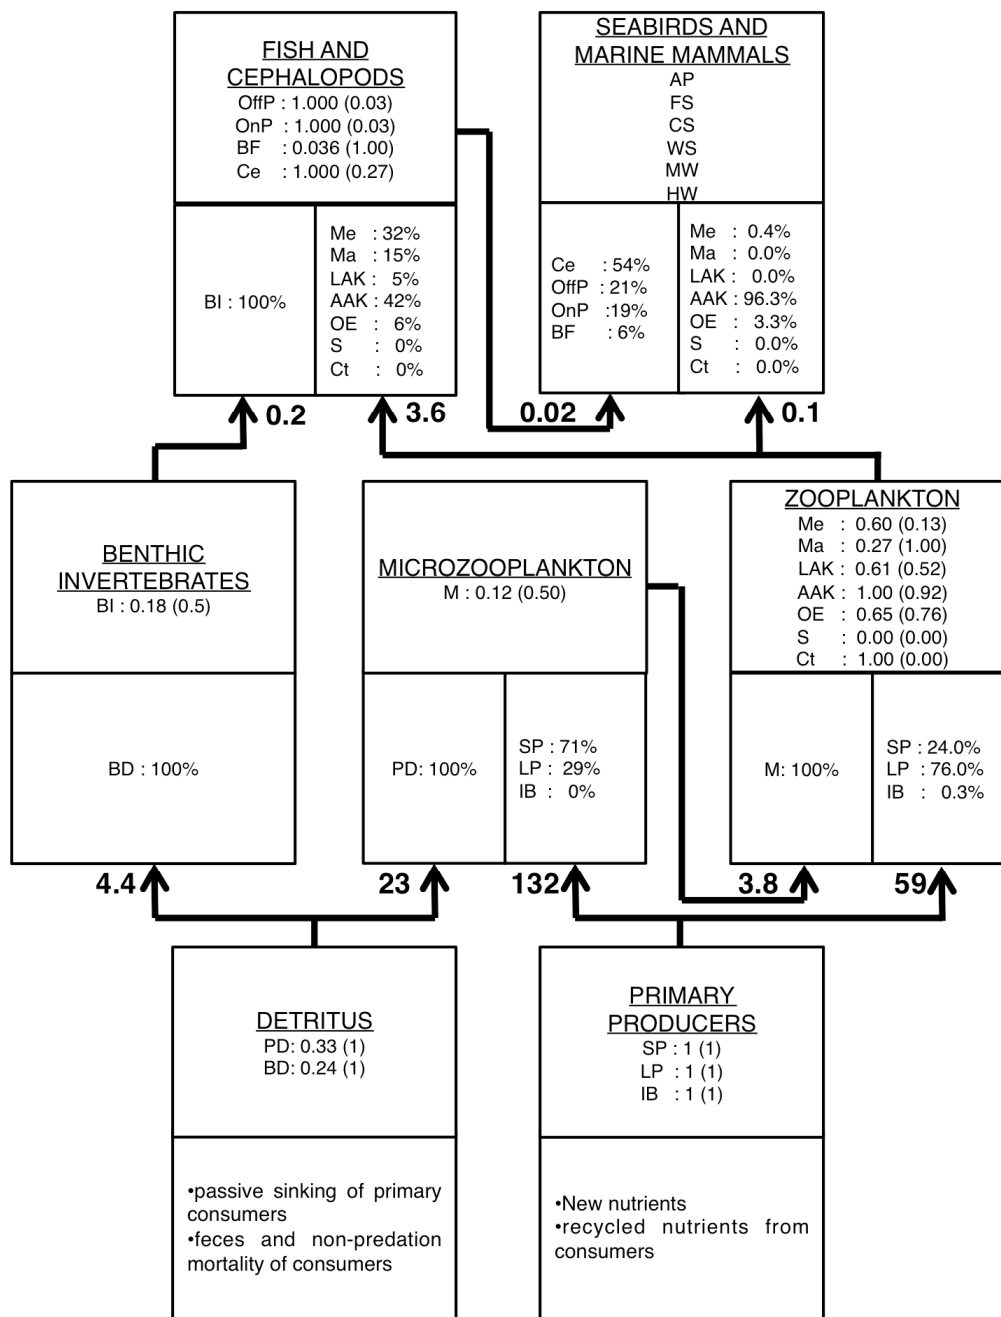 FISH AND
CEPHALOPODS
OffP : 1.000 (0.03)
OnP : 1.000 (0.03)
BF : 0.036 (1.00)
Ce : 1.000 (0.27)
BI : 100%
Me : 32%
Ma : 15%
LAK : 5%
AAK : 42%
OE : 6%
S : 0%
Ct : 0%
SEABIRDS AND
MARINE MAMMALS
AP
FS
CS
WS
MW
HW
Ce : 54%
OffP : 21%
OnP :19%
BF : 6%
Me : 0.4%
Ma : 0.0%
LAK : 0.0%
AAK : 96.3%
OE : 3.3%
S : 0.0%
Ct : 0.0%
0.2
3.6
0.02
0.1
BENTHIC
INVERTEBRATES
BI : 0.18 (0.5)
BD : 100%
MICROZOOPLANKTON
M : 0.12 (0.50)
PD: 100%
SP : 71%
LP : 29%
IB : 0%
ZOOPLANKTON
Me : 0.60 (0.13)
Ma : 0.27 (1.00)
LAK : 0.61 (0.52)
AAK : 1.00 (0.92)
OE : 0.65 (0.76)
S : 0.00 (0.00)
Ct : 1.00 (0.00)
M: 100%
SP : 24.0%
LP : 76.0%
IB : 0.3%
4.4
23
132
3.8
59
DETRITUS
PD: 0.33 (1)
BD: 0.24 (1)
•passive sinking of primary
consumers
•feces and non-predation
mortality of consumers
PRIMARY
PRODUCERS
SP : 1 (1)
LP : 1 (1)
IB : 1 (1)
•New nutrients
•recycled nutrients from
consumers